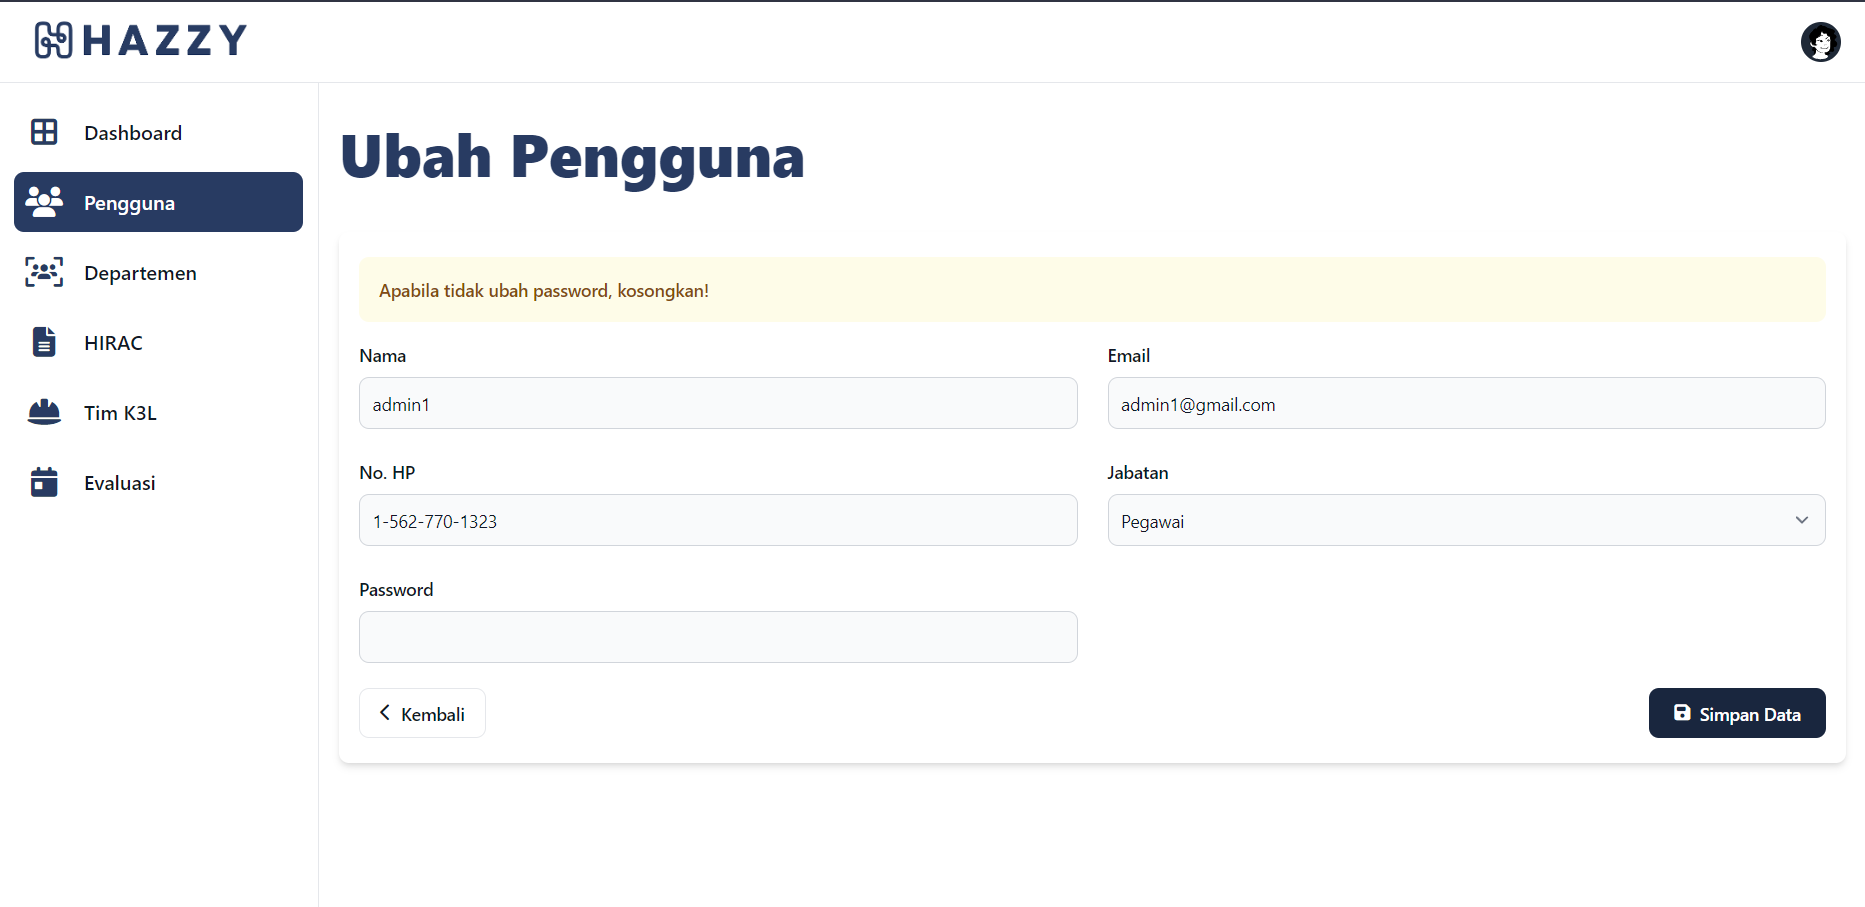 HAZZY
Dashboard
Pengguna
Departemen
HIRAC
Tim K3L
Evaluasi
Ubah Pengguna
Apabila tidak ubah password, kosongkan!
Nama
Email
admin1
admin1@gmail.com
No. HP
Jabatan
1-562-770-1323
Pegawai
Password
Kembali
Simpan Data